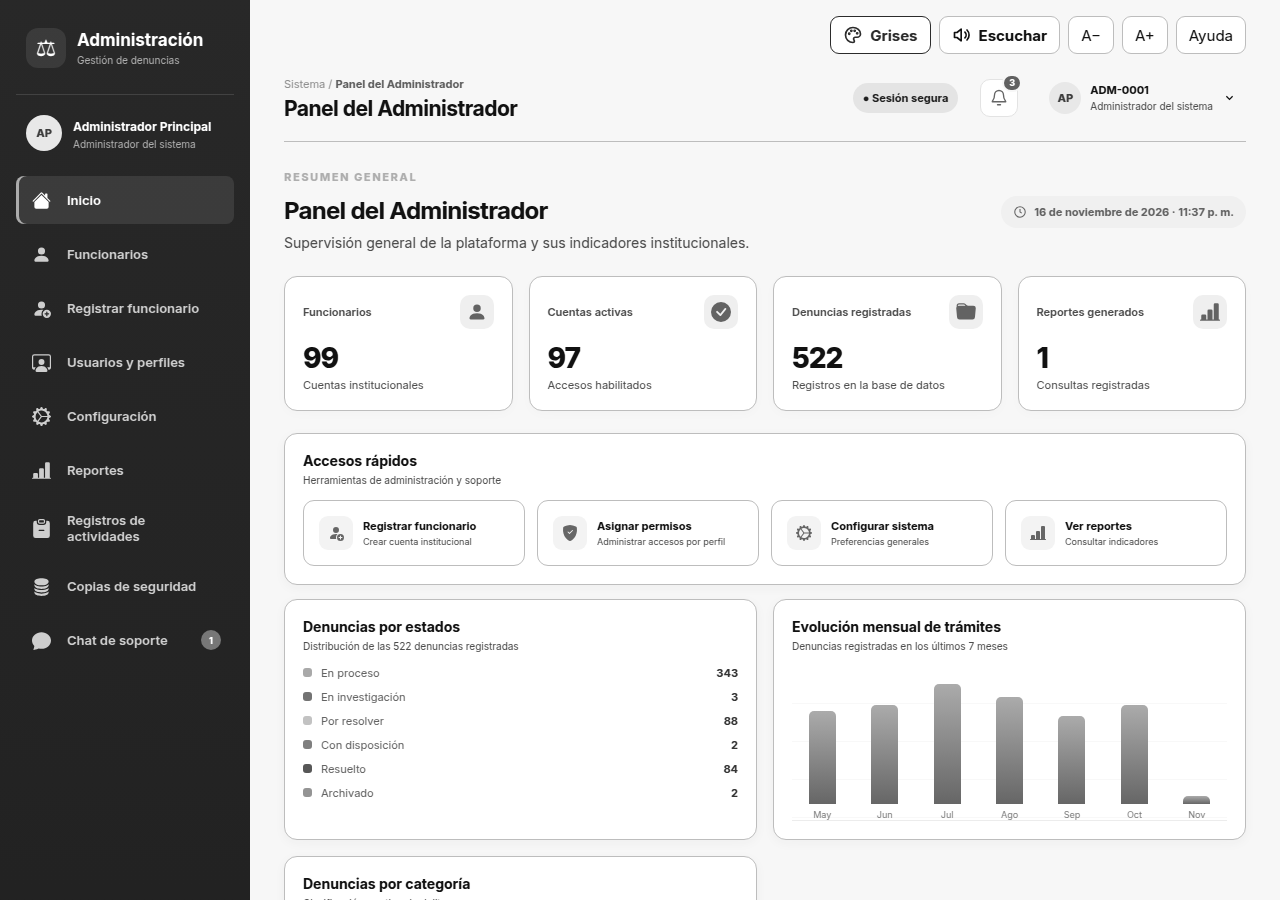 Administración
Gestión de denuncias
AP
Administrador Principal
Administrador del sistema
Inicio
Funcionarios
Registrar funcionario
Usuarios y perfiles
Configuración
Reportes
Registros de
actividades
Copias de seguridad
Chat de soporte 1
Grises
Escuchar
A−
A+
Ayuda
Sistema / Panel del Administrador
Panel del Administrador
● Sesión segura
3
AP
ADM-0001
Administrador del sistema
RESUMEN GENERAL
Panel del Administrador
16 de noviembre de 2026 · 11:37 p. m.
Supervisión general de la plataforma y sus indicadores institucionales.
Funcionarios
99
Cuentas institucionales
Cuentas activas
97
Accesos habilitados
Denuncias registradas
522
Registros en la base de datos
Reportes generados
1
Consultas registradas
Accesos rápidos
Herramientas de administración y soporte
Registrar funcionario
Crear cuenta institucional
Asignar permisos
Administrar accesos por perfil
Configurar sistema
Preferencias generales
Ver reportes
Consultar indicadores
Denuncias por estados
Distribución de las 522 denuncias registradas
En proceso 343
En investigación 3
Por resolver 88
Con disposición 2
Resuelto 84
Archivado 2
Evolución mensual de trámites
Denuncias registradas en los últimos 7 meses
May Jun Jul Ago Sep Oct Nov
Denuncias por categoría